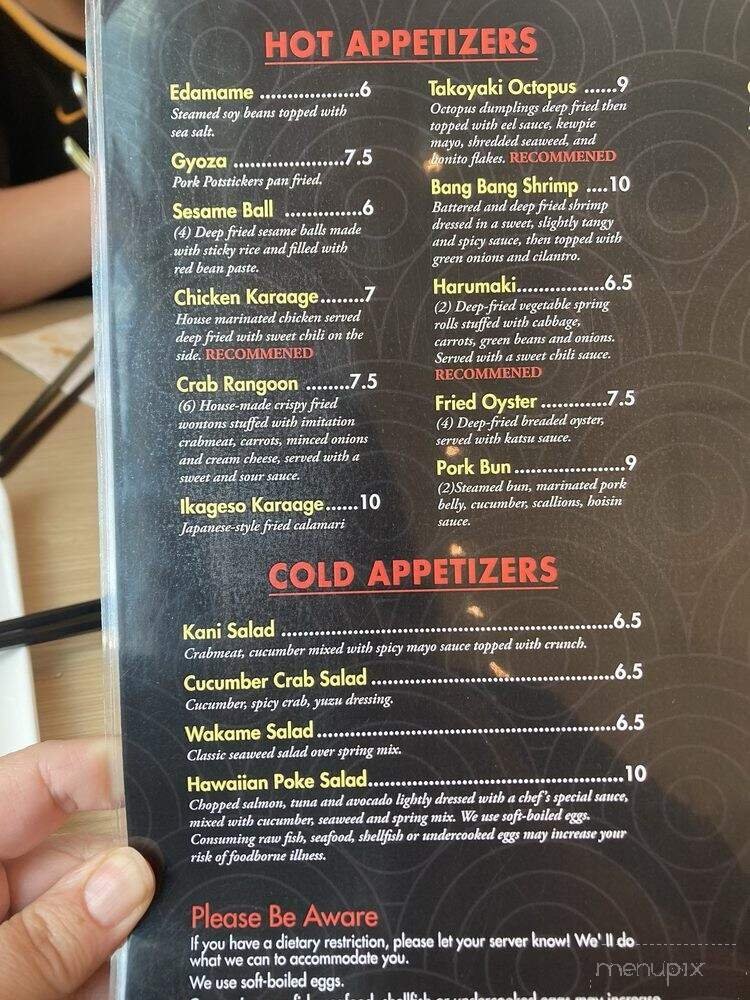 HOT APPETIZERS
Edamame ..................6
Steamed soy beans topped with
sea salt.
Gyoza ....................7.5
Pork Potstickers pan fried.
Sesame Ball ..............6
(4) Deep fried sesame balls made
with sticky rice and filled with
red bean paste.
Chicken Karaage........7
House marinated chicken served
deep fried with sweet chili on the
side. RECOMMENED
Crab Rangoon ........7.5
(6) House-made crispy fried
wontons stuffed with imitation
crabmeat, carrots, minced onions
and cream cheese, served with a
sweet and sour sauce.
Ikageso Karaage......10
Japanese-style fried calamari
Takoyaki Octopus ......9
Octopus dumplings deep fried then
topped with eel sauce, kewpie
mayo, shredded seaweed, and
bonito flakes. RECOMMENED
Bang Bang Shrimp ....10
Battered and deep fried shrimp
dressed in a sweet, slightly tangy
and spicy sauce, then topped with
green onions and cilantro.
Harumaki................6.5
(2) Deep-fried vegetable spring
rolls stuffed with cabbage,
carrots, green beans and onions.
Served with a sweet chili sauce.
RECOMMENED
Fried Oyster ............7.5
(4) Deep-fried breaded oyster,
served with katsu sauce.
Pork Bun ....................9
(2)Steamed bun, marinated pork
belly, cucumber, scallions, hoisin
sauce.
COLD APPETIZERS
Kani Salad ............................................................6.5
Crabmeat, cucumber mixed with spicy mayo sauce topped with crunch.
Cucumber Crab Salad ............................................6.5
Cucumber, spicy crab, yuzu dressing.
Wakame Salad ......................................................6.5
Classic seaweed salad over spring mix.
Hawaiian Poke Salad..............................................10
Chopped salmon, tuna and avocado lightly dressed with a chef's special sauce,
mixed with cucumber, seaweed and spring mix. We use soft-boiled eggs.
Consuming raw fish, seafood, shellfish or undercooked eggs may increase your
risk of foodborne illness.
Please Be Aware
If you have a dietary restriction, please let your server know! We' ll do
what we can to accommodate you.
We use soft-boiled eggs.
Consuming raw fish, seafood, shellfish or undercooked eggs may increase
menupix